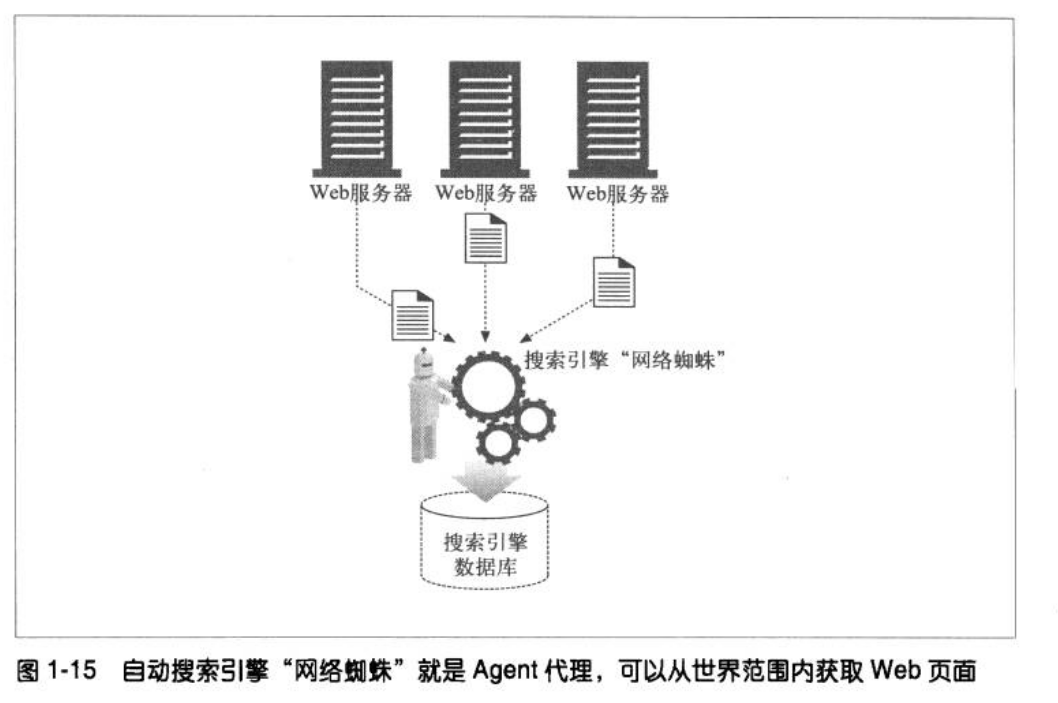 Web服务器
Web服务器
Web服务器
搜索引擎“网络蜘蛛”
搜索引擎
数据库
图 1-15 自动搜索引擎“网络蜘蛛”就是 Agent 代理，可以从世界范围内获取 Web 页面